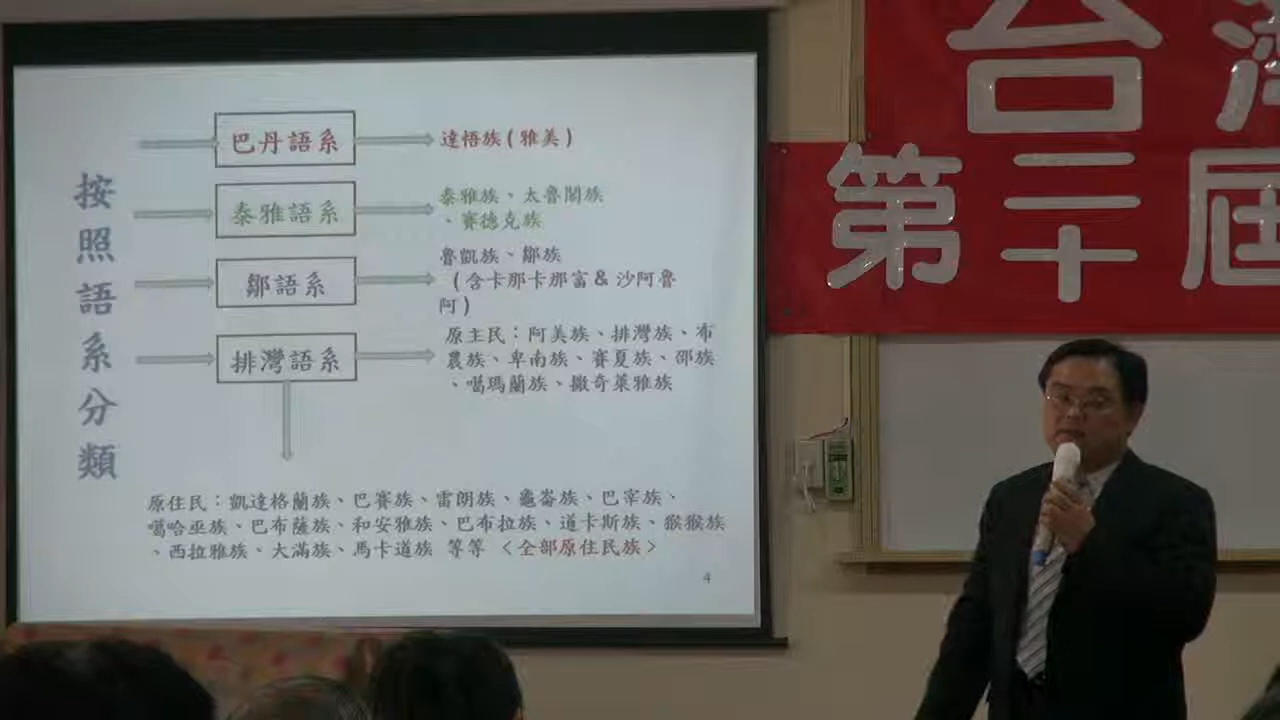 按照語系分類
巴丹語系
達悟族(雅美)
泰雅語系
泰雅族、太魯閣族
、賽德克族
鄒語系
魯凱族、鄒族
(含卡那卡那富&沙阿魯
阿)
排灣語系
原主民：阿美族、排灣族、布
農族、卑南族、賽夏族、邵族
、噶瑪蘭族、撒奇萊雅族
原住民：凱達格蘭族、巴賽族、雷朗族、龜崙族、巴宰族、
噶哈巫族、巴布薩族、和安雅族、巴布拉族、道卡斯族、猴猴族
、西拉雅族、大滿族、馬卡道族 等等 <全部原住民族>
4
台灣
第二十屆